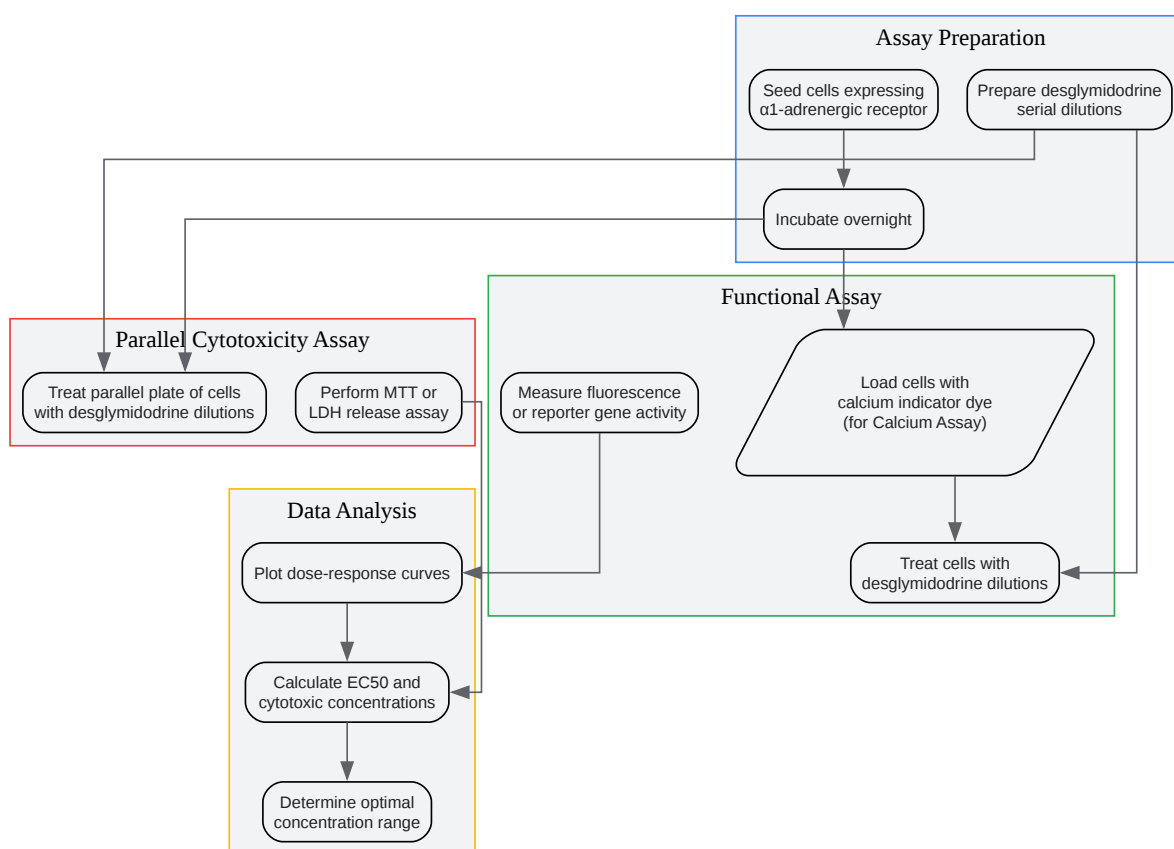 Assay Preparation
Seed cells expressing
α1-adrenergic receptor
Prepare desglymidodrine
serial dilutions
Incubate overnight
Functional Assay
Parallel Cytotoxicity Assay
Treat parallel plate of cells
with desglymidodrine dilutions
Perform MTT or
LDH release assay
Measure fluorescence
or reporter gene activity
Load cells with
calcium indicator dye
(for Calcium Assay)
Data Analysis
Plot dose-response curves
Treat cells with
desglymidodrine dilutions
Calculate EC50 and
cytotoxic concentrations
Determine optimal
concentration range